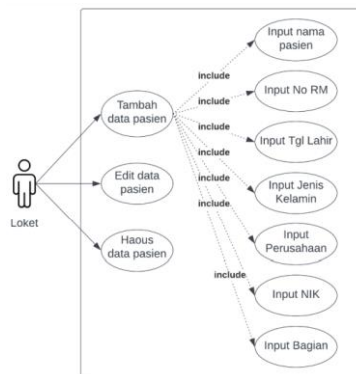 Input nama
pasien
include
Tambah
data pasien
include
Input No RM
include
Input Tgl Lahir
include
Input Jenis
Kelamin
Edit data
pasien
include
include
Input
Perusahaan
Loket
Haous
data pasien
include
Input NIK
Input Bagian